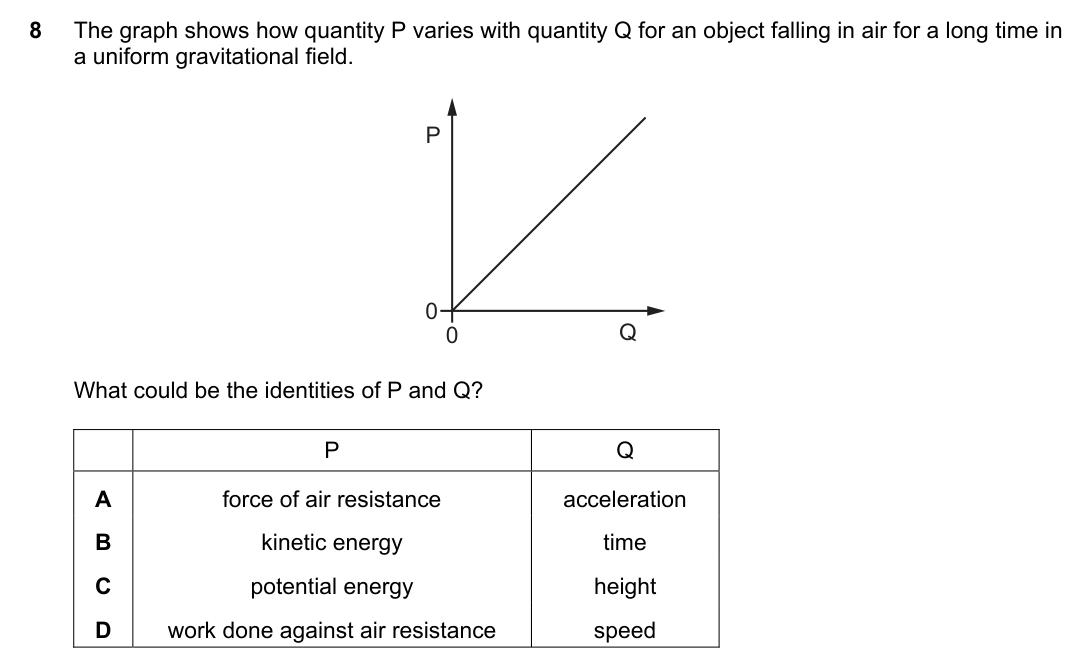 8 The graph shows how quantity P varies with quantity Q for an object falling in air for a long time in
a uniform gravitational field.
P
0
0
Q
What could be the identities of P and Q?
P Q
A force of air resistance acceleration
B kinetic energy time
C potential energy height
D work done against air resistance speed